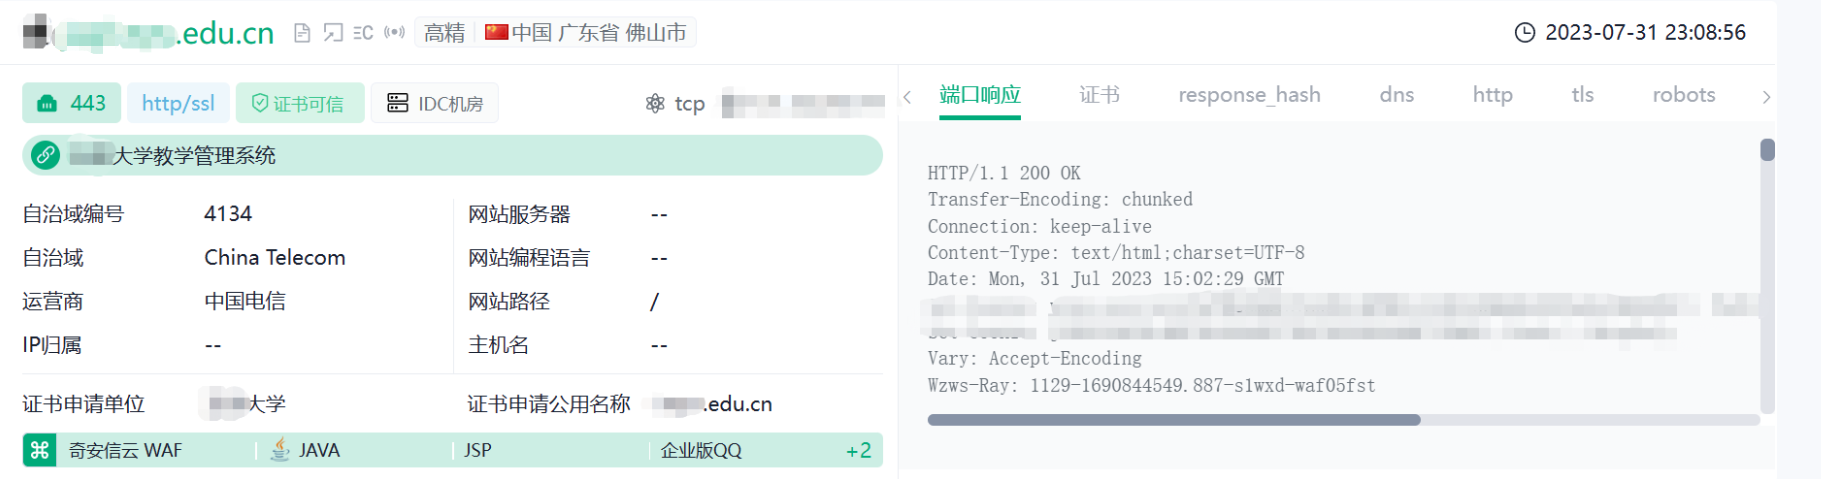 .edu.cn 高精 中国 广东省 佛山市
2023-07-31 23:08:56
443 http/ssl 证书可信 IDC机房 tcp
大学教学管理系统
自治域编号 4134 网站服务器 --
自治域 China Telecom 网站编程语言 --
运营商 中国电信 网站路径 /
IP归属 -- 主机名 --
证书申请单位 大学 证书申请公用名称 .edu.cn
奇安信云 WAF JAVA JSP 企业版QQ +2
端口响应 证书 response_hash dns http tls robots
HTTP/1.1 200 OK
Transfer-Encoding: chunked
Connection: keep-alive
Content-Type: text/html;charset=UTF-8
Date: Mon, 31 Jul 2023 15:02:29 GMT
Vary: Accept-Encoding
Wzws-Ray: 1129-1690844549.887-s1wxd-waf05fst